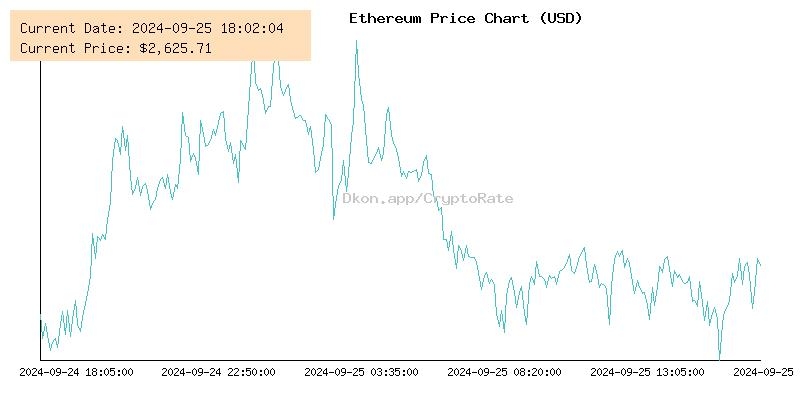 Ethereum Price Chart (USD)
Current Date: 2024-09-25 18:02:04
Current Price: $2,625.71
Dkon.app/CryptoRate
2024-09-24 18:05:00
2024-09-24 22:50:00
2024-09-25 03:35:00
2024-09-25 08:20:00
2024-09-25 13:05:00
2024-09-25